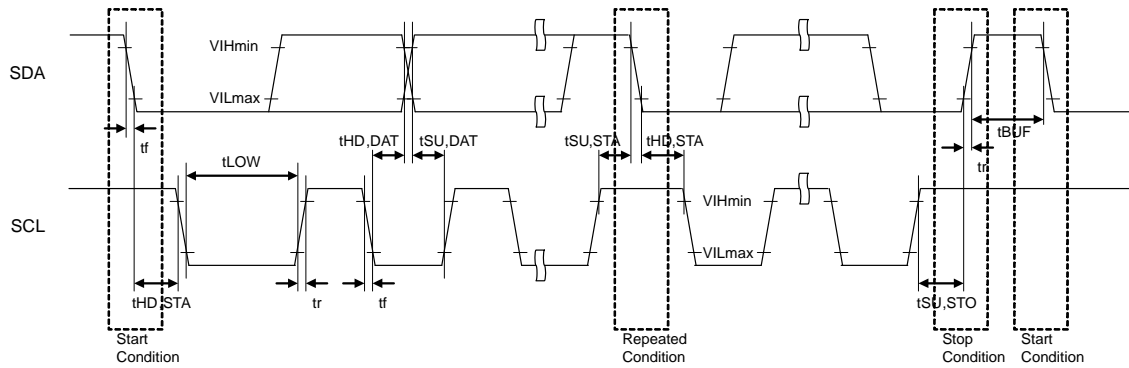 SDA
VIHmin
VILmax
tf
tLOW
tHD,DAT
tSU,DAT
tSU,STA
tHD,STA
tBUF
tr
SCL
VIHmin
VILmax
tHD,STA
tr
tf
tSU,STO
Start
Condition
Repeated
Condition
Stop
Condition
Start
Condition